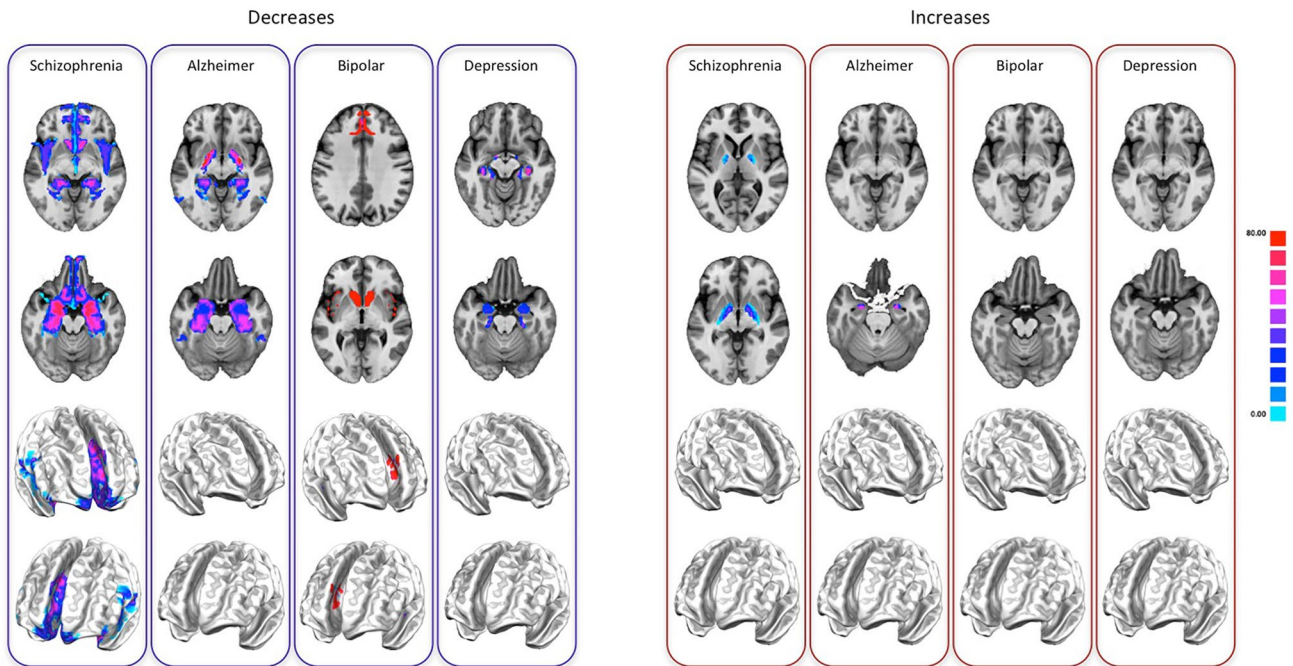 Decreases
Increases
Schizophrenia
Alzheimer
Bipolar
Depression
Schizophrenia
Alzheimer
Bipolar
Depression
80.00
0.00